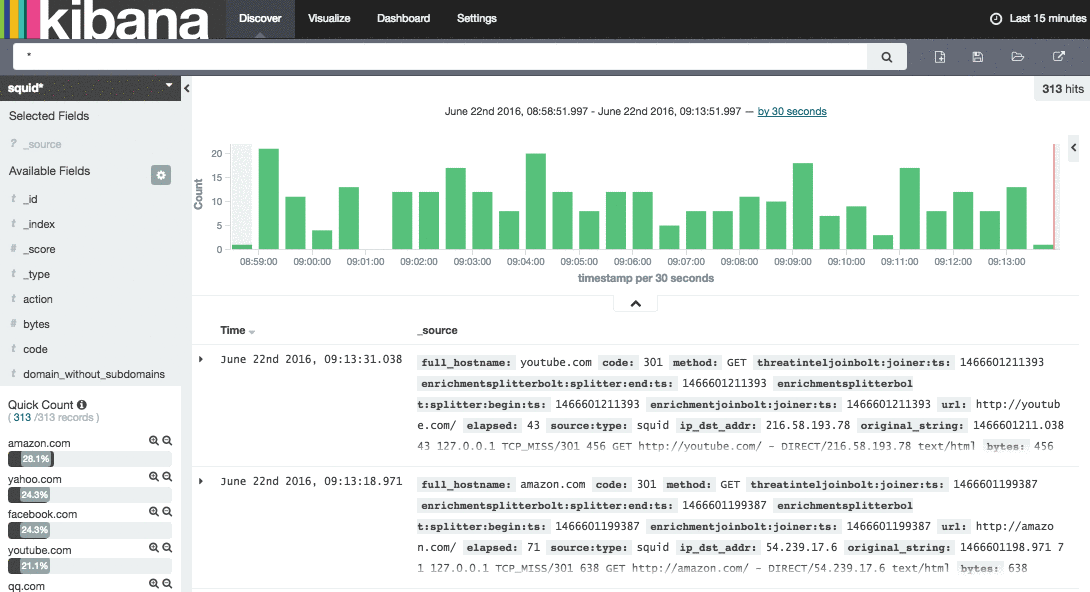 kibana Discover Visualize Dashboard Settings Last 15 minutes
*
squid* 313 hits
Selected Fields
? _source
Available Fields
t _id
t _index
# _score
t _type
t action
# bytes
t code
t domain_without_subdomains
Quick Count
( 313 /313 records )
amazon.com
28.1%
yahoo.com
24.3%
facebook.com
24.3%
youtube.com
21.1%
qq.com
June 22nd 2016, 08:58:51.997 - June 22nd 2016, 09:13:51.997 — by 30 seconds
Count
20
15
10
5
0
08:59:00 09:00:00 09:01:00 09:02:00 09:03:00 09:04:00 09:05:00 09:06:00 09:07:00 09:08:00 09:09:00 09:10:00 09:11:00 09:12:00 09:13:00
timestamp per 30 seconds
Time _source
June 22nd 2016, 09:13:31.038 full_hostname: youtube.com code: 301 method: GET threatinteljoinbolt:joiner:ts: 1466601211393
enrichmentsplitterbolt:splitter:end:ts: 1466601211393 enrichmentsplitterbol
t:splitter:begin:ts: 1466601211393 enrichmentjoinbolt:joiner:ts: 1466601211393 url: http://youtub
e.com/ elapsed: 43 source:type: squid ip_dst_addr: 216.58.193.78 original_string: 1466601211.038
43 127.0.0.1 TCP_MISS/301 456 GET http://youtube.com/ - DIRECT/216.58.193.78 text/html bytes: 456
June 22nd 2016, 09:13:18.971 full_hostname: amazon.com code: 301 method: GET threatinteljoinbolt:joiner:ts: 1466601199387
enrichmentsplitterbolt:splitter:end:ts: 1466601199387 enrichmentsplitterbol
t:splitter:begin:ts: 1466601199387 enrichmentjoinbolt:joiner:ts: 1466601199387 url: http://amazo
n.com/ elapsed: 71 source:type: squid ip_dst_addr: 54.239.17.6 original_string: 1466601198.971 7
1 127.0.0.1 TCP_MISS/301 638 GET http://amazon.com/ - DIRECT/54.239.17.6 text/html bytes: 638